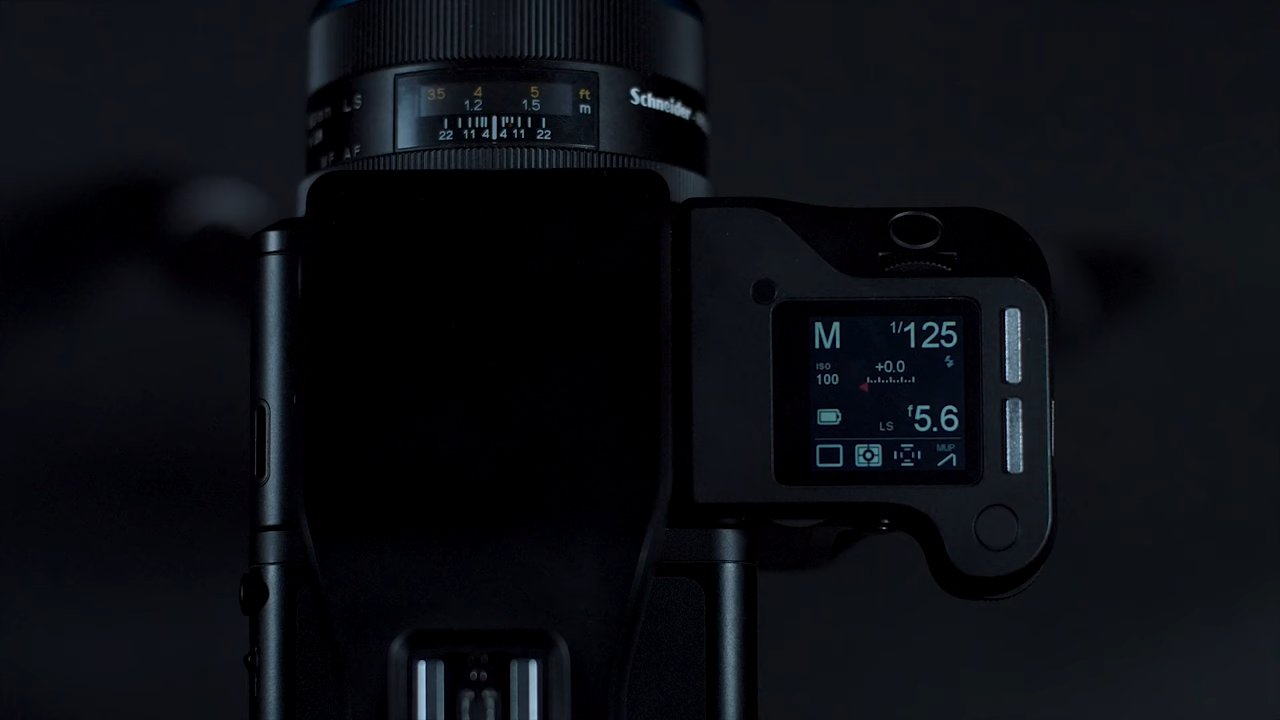 3.5 4 5 ft
1.2 1.5 m
LS
Schneider
22 11 4 4 11 22
MF AF
M 1/125
ISO
+0.0
100
LS f5.6
MUP